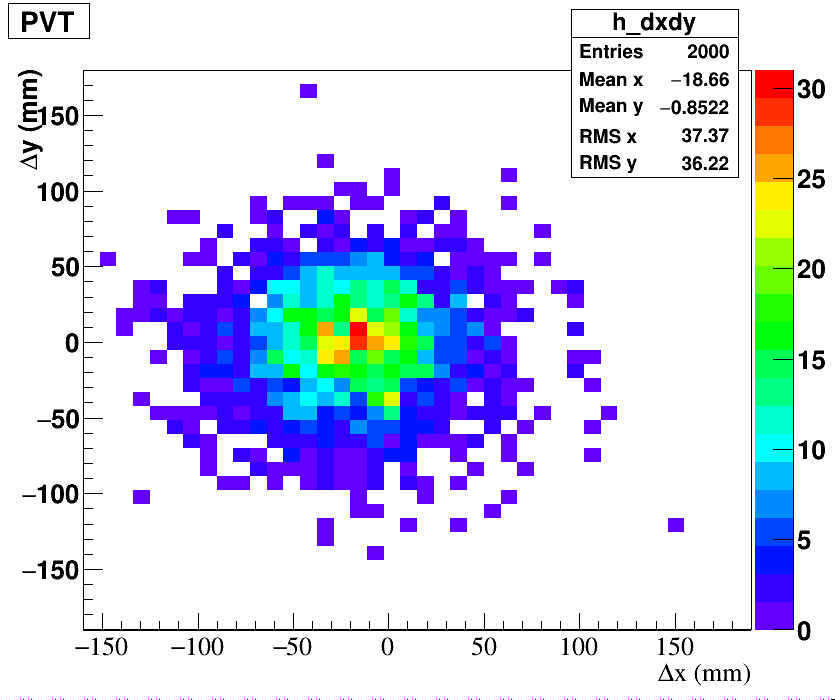 PVT
h_dxdy
Entries 2000
Mean x −18.66
Mean y −0.8522
RMS x 37.37
RMS y 36.22
Δy (mm)
150
100
50
0
−50
−100
−150
−150 −100 −50 0 50 100 150
Δx (mm)
30
25
20
15
10
5
0